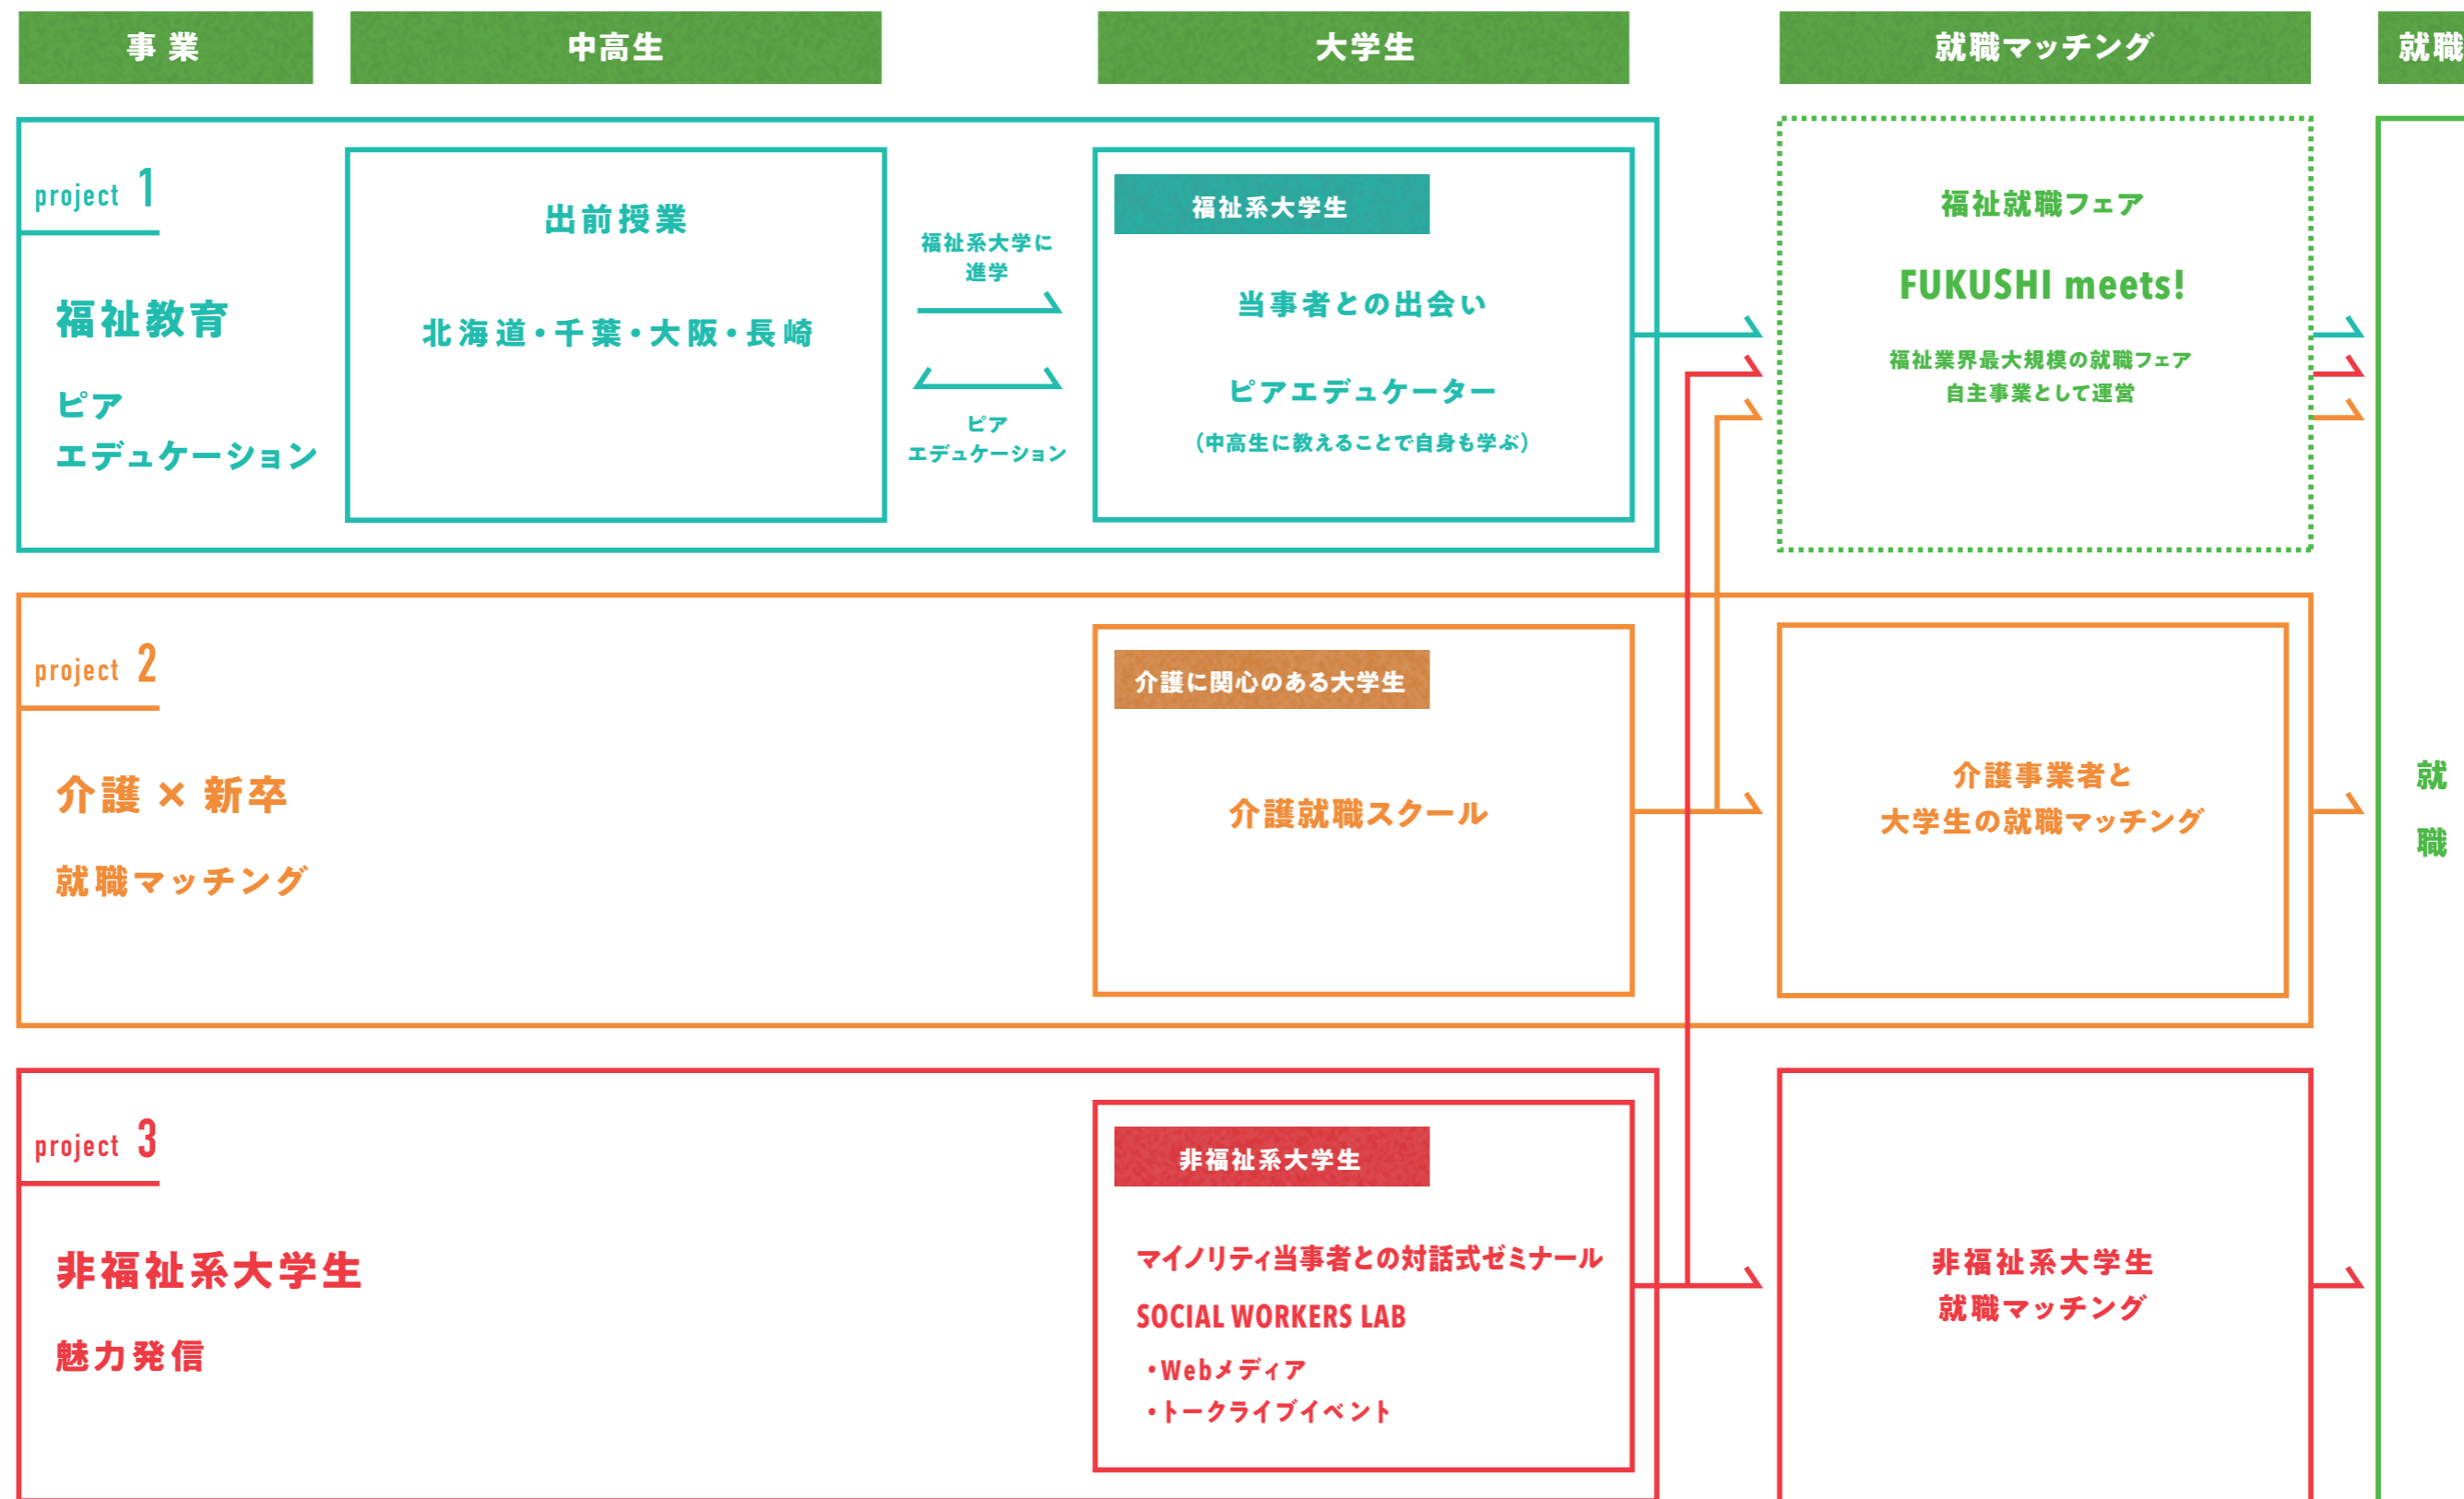 事業
中高生
大学生
就職マッチング
就職
project 1
福祉教育
ピア
エデュケーション
出前授業
北海道・千葉・大阪・長崎
福祉系大学に
進学
ピア
エデュケーション
福祉系大学生
当事者との出会い
ピアエデュケーター
（中高生に教えることで自身も学ぶ）
福祉就職フェア
FUKUSHI meets!
福祉業界最大規模の就職フェア
自主事業として運営
project 2
介護 × 新卒
就職マッチング
介護に関心のある大学生
介護就職スクール
介護事業者と
大学生の就職マッチング
就
職
project 3
非福祉系大学生
魅力発信
非福祉系大学生
マイノリティ当事者との対話式ゼミナール
SOCIAL WORKERS LAB
・Webメディア
・トークライブイベント
非福祉系大学生
就職マッチング